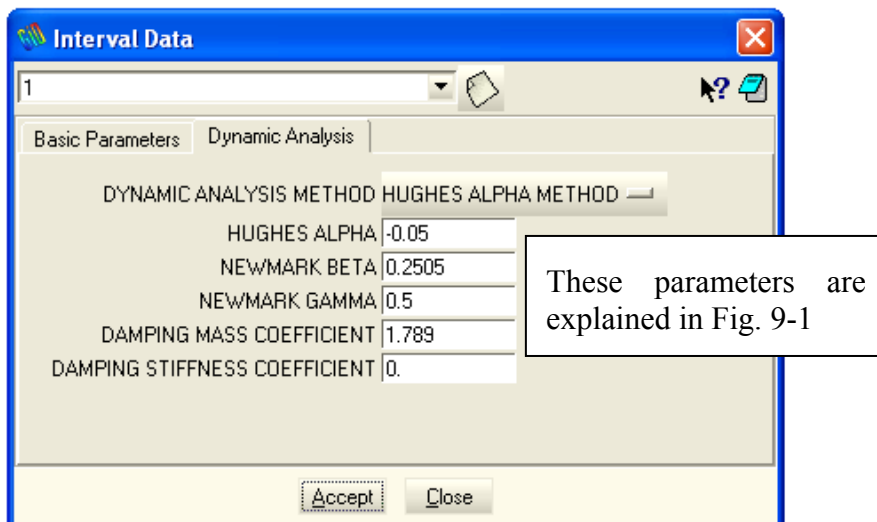 Interval Data
1
Basic Parameters Dynamic Analysis
DYNAMIC ANALYSIS METHOD HUGHES ALPHA METHOD
HUGHES ALPHA -0.05
NEWMARK BETA 0.2505
NEWMARK GAMMA 0.5
DAMPING MASS COEFFICIENT 1.789
DAMPING STIFFNESS COEFFICIENT 0.
These parameters are
explained in Fig. 9-1
Accept Close